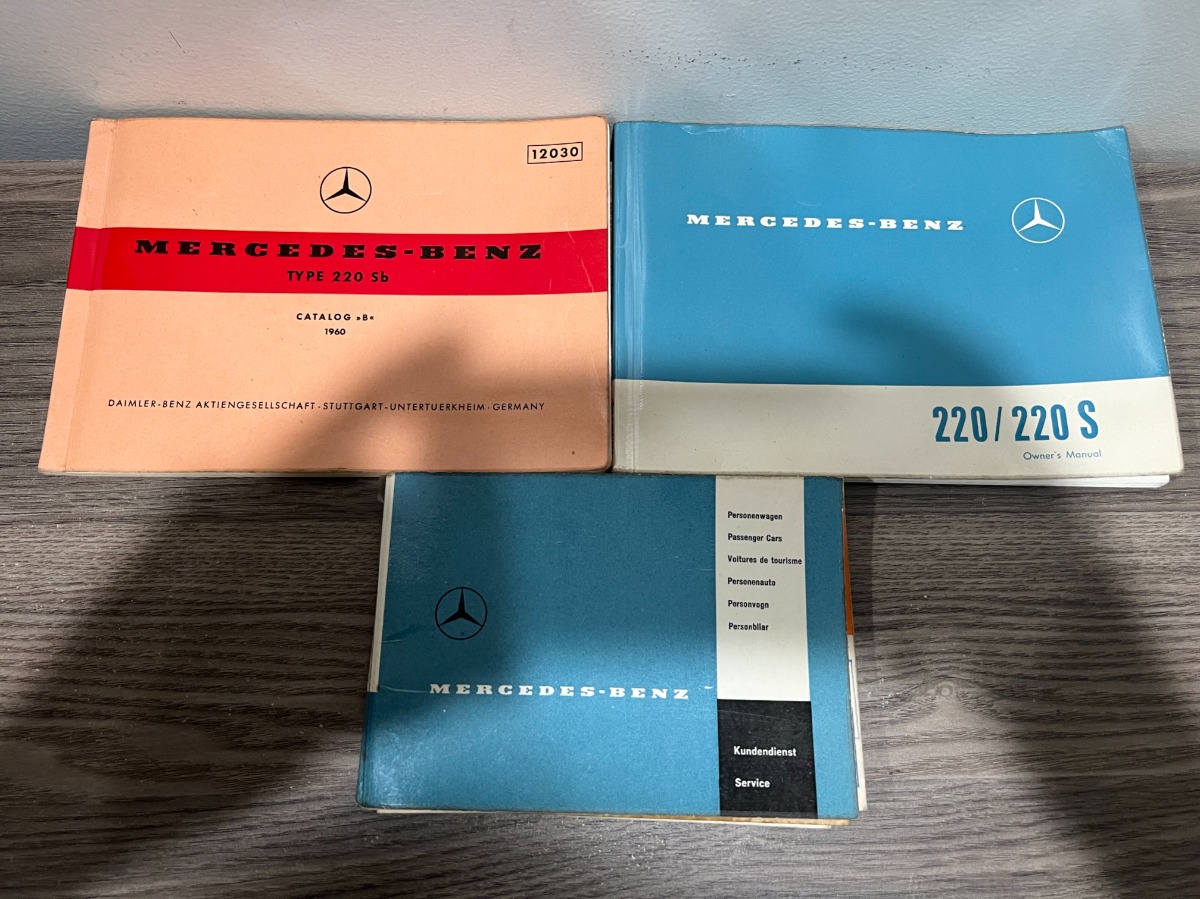 12030
MERCEDES-BENZ
TYPE 220 Sb
CATALOG »B«
1960
DAIMLER-BENZ AKTIENGESELLSCHAFT · STUTTGART-UNTERTUERKHEIM · GERMANY
MERCEDES-BENZ
220/220 S
Owner's Manual
Personenwagen
Passenger Cars
Voitures de tourisme
Personenauto
Personvogn
Personbilar
MERCEDES-BENZ
Kundendienst
Service